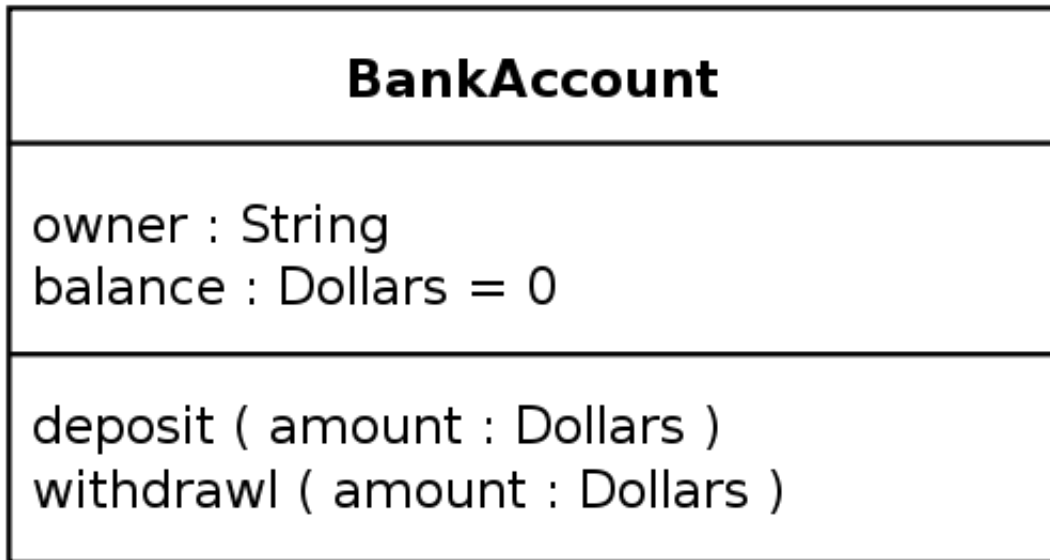 BankAccount
owner : String
balance : Dollars = 0
deposit ( amount : Dollars )
withdrawl ( amount : Dollars )